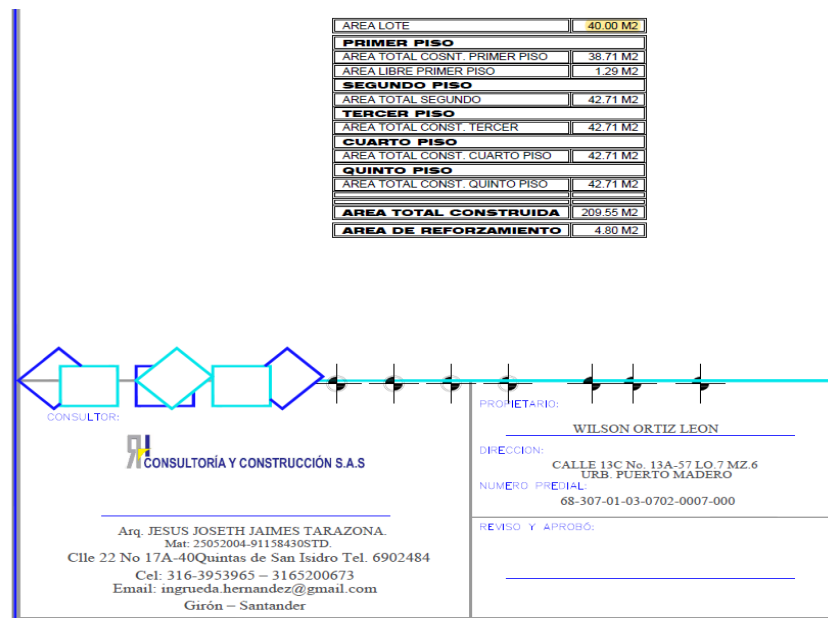 AREA LOTE 40.00 M2
PRIMER PISO
AREA TOTAL COSNT. PRIMER PISO 38.71 M2
AREA LIBRE PRIMER PISO 1.29 M2
SEGUNDO PISO
AREA TOTAL SEGUNDO 42.71 M2
TERCER PISO
AREA TOTAL CONST. TERCER 42.71 M2
CUARTO PISO
AREA TOTAL CONST. CUARTO PISO 42.71 M2
QUINTO PISO
AREA TOTAL CONST. QUINTO PISO 42.71 M2
AREA TOTAL CONSTRUIDA 209.55 M2
AREA DE REFORZAMIENTO 4.80 M2
CONSULTOR:
RH CONSULTORÍA Y CONSTRUCCIÓN S.A.S
Arq. JESUS JOSETH JAIMES TARAZONA.
Mat: 25052004-91158430STD.
Clle 22 No 17A-40Quintas de San Isidro Tel. 6902484
Cel: 316-3953965 – 3165200673
Email: ingrueda.hernandez@gmail.com
Girón – Santander
PROPIETARIO:
WILSON ORTIZ LEON
DIRECCION:
CALLE 13C No. 13A-57 LO.7 MZ.6
URB. PUERTO MADERO
NUMERO PREDIAL:
68-307-01-03-0702-0007-000
REVISO Y APROBÓ: